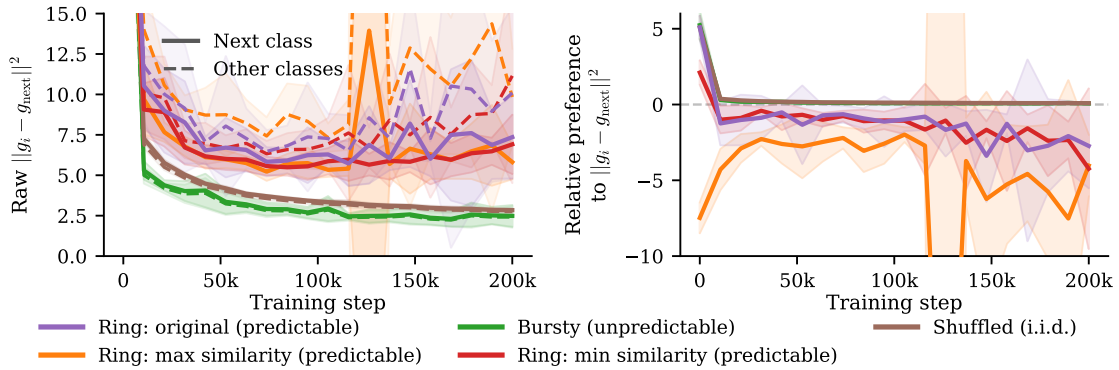 15.0
12.5
10.0
7.5
5.0
2.5
0.0
Raw ||g_i − g_next||^2
Next class
Other classes
0
50k
100k
150k
200k
Training step
5
0
−5
−10
Relative preference
to ||g_i − g_next||^2
0
50k
100k
150k
200k
Training step
Ring: original (predictable)
Bursty (unpredictable)
Shuffled (i.i.d.)
Ring: max similarity (predictable)
Ring: min similarity (predictable)